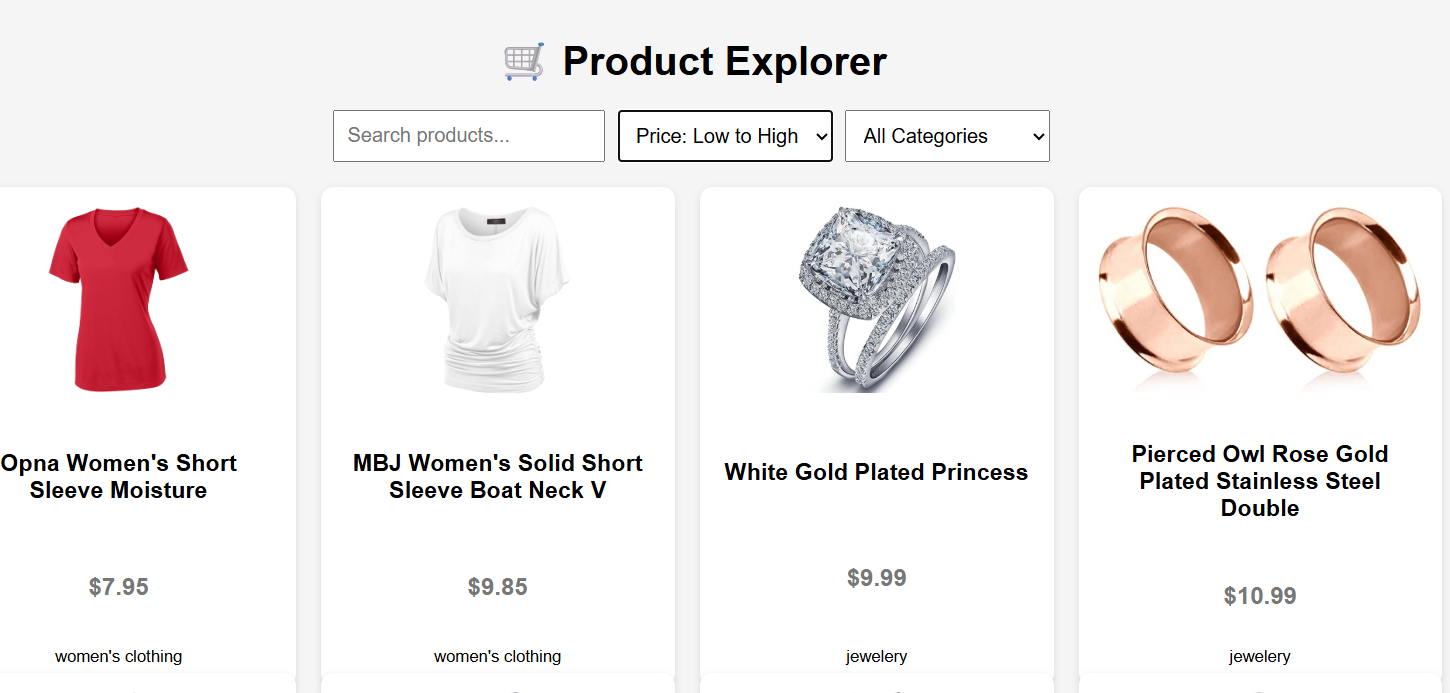 🛒 Product Explorer
Search products...
Price: Low to High
All Categories
Opna Women's Short
Sleeve Moisture
$7.95
women's clothing
MBJ Women's Solid Short
Sleeve Boat Neck V
$9.85
women's clothing
White Gold Plated Princess
$9.99
jewelery
Pierced Owl Rose Gold
Plated Stainless Steel
Double
$10.99
jewelery